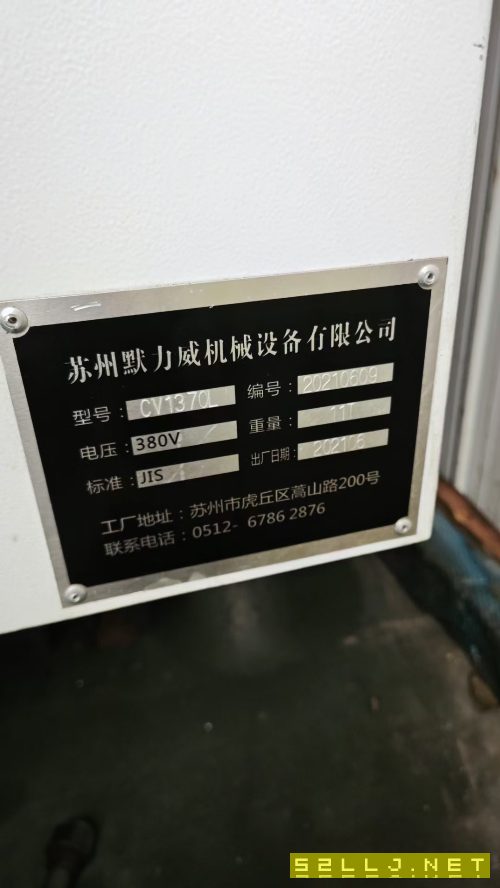 苏州默力威机械设备有限公司
型号：CV1370L 编号：20210609
电压：380V 重量：11T
标准：JIS 出厂日期：202106
工厂地址：苏州市虎丘区嵩山路200号
联系电话：0512- 6786 2876
52LLJ.NET